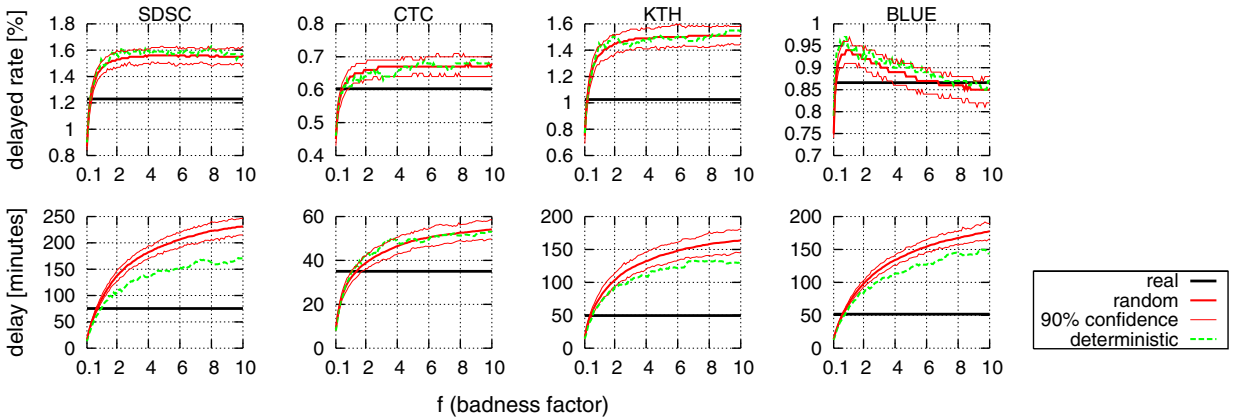 SDSC CTC KTH BLUE
delayed rate [%]
1.8 1.6 1.4 1.2 1 0.8
0.1 2 4 6 8 10
0.8 0.7 0.6 0.5 0.4
0.1 2 4 6 8 10
1.6 1.4 1.2 1 0.8 0.6
0.1 2 4 6 8 10
1 0.95 0.9 0.85 0.8 0.75 0.7
0.1 2 4 6 8 10
delay [minutes]
250 200 150 100 50 0
0.1 2 4 6 8 10
60 40 20 0
0.1 2 4 6 8 10
250 200 150 100 50 0
0.1 2 4 6 8 10
250 200 150 100 50 0
0.1 2 4 6 8 10
f (badness factor)
real
random
90% confidence
deterministic